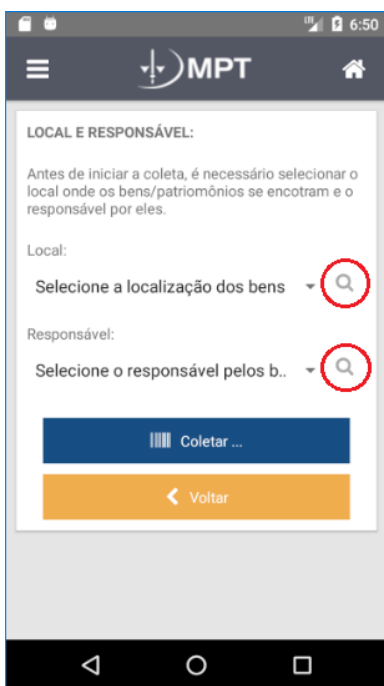 6:50
MPT
LOCAL E RESPONSÁVEL:
Antes de iniciar a coleta, é necessário selecionar o
local onde os bens/patriomônios se encotram e o
responsável por eles.
Local:
Selecione a localização dos bens
Responsável:
Selecione o responsável pelos b..
Coletar ...
Voltar